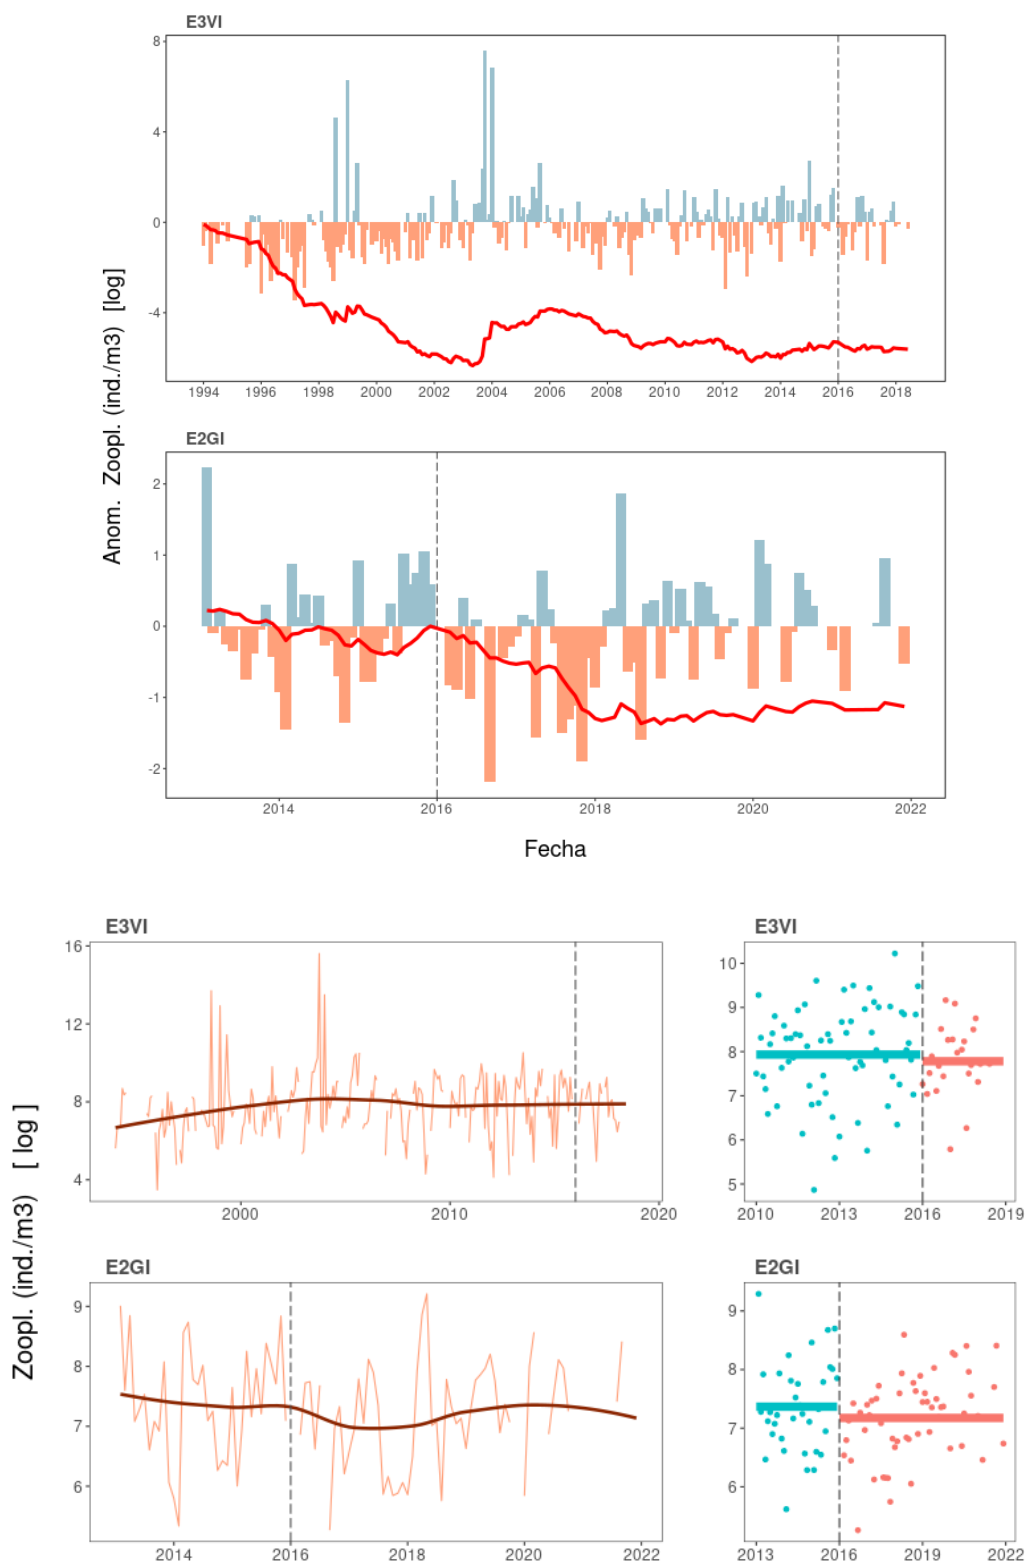 E3VI
8
4
0
-4
1994 1996 1998 2000 2002 2004 2006 2008 2010 2012 2014 2016 2018
Anom. Zoopl. (ind./m3) [log]
E2GI
2
1
0
-1
-2
2014 2016 2018 2020 2022
Fecha
E3VI
16
12
8
4
2000 2010 2020
E3VI
10
9
8
7
6
5
2010 2013 2016 2019
Zoopl. (ind./m3) [ log ]
E2GI
9
8
7
6
2014 2016 2018 2020 2022
E2GI
9
8
7
6
2013 2016 2019 2022